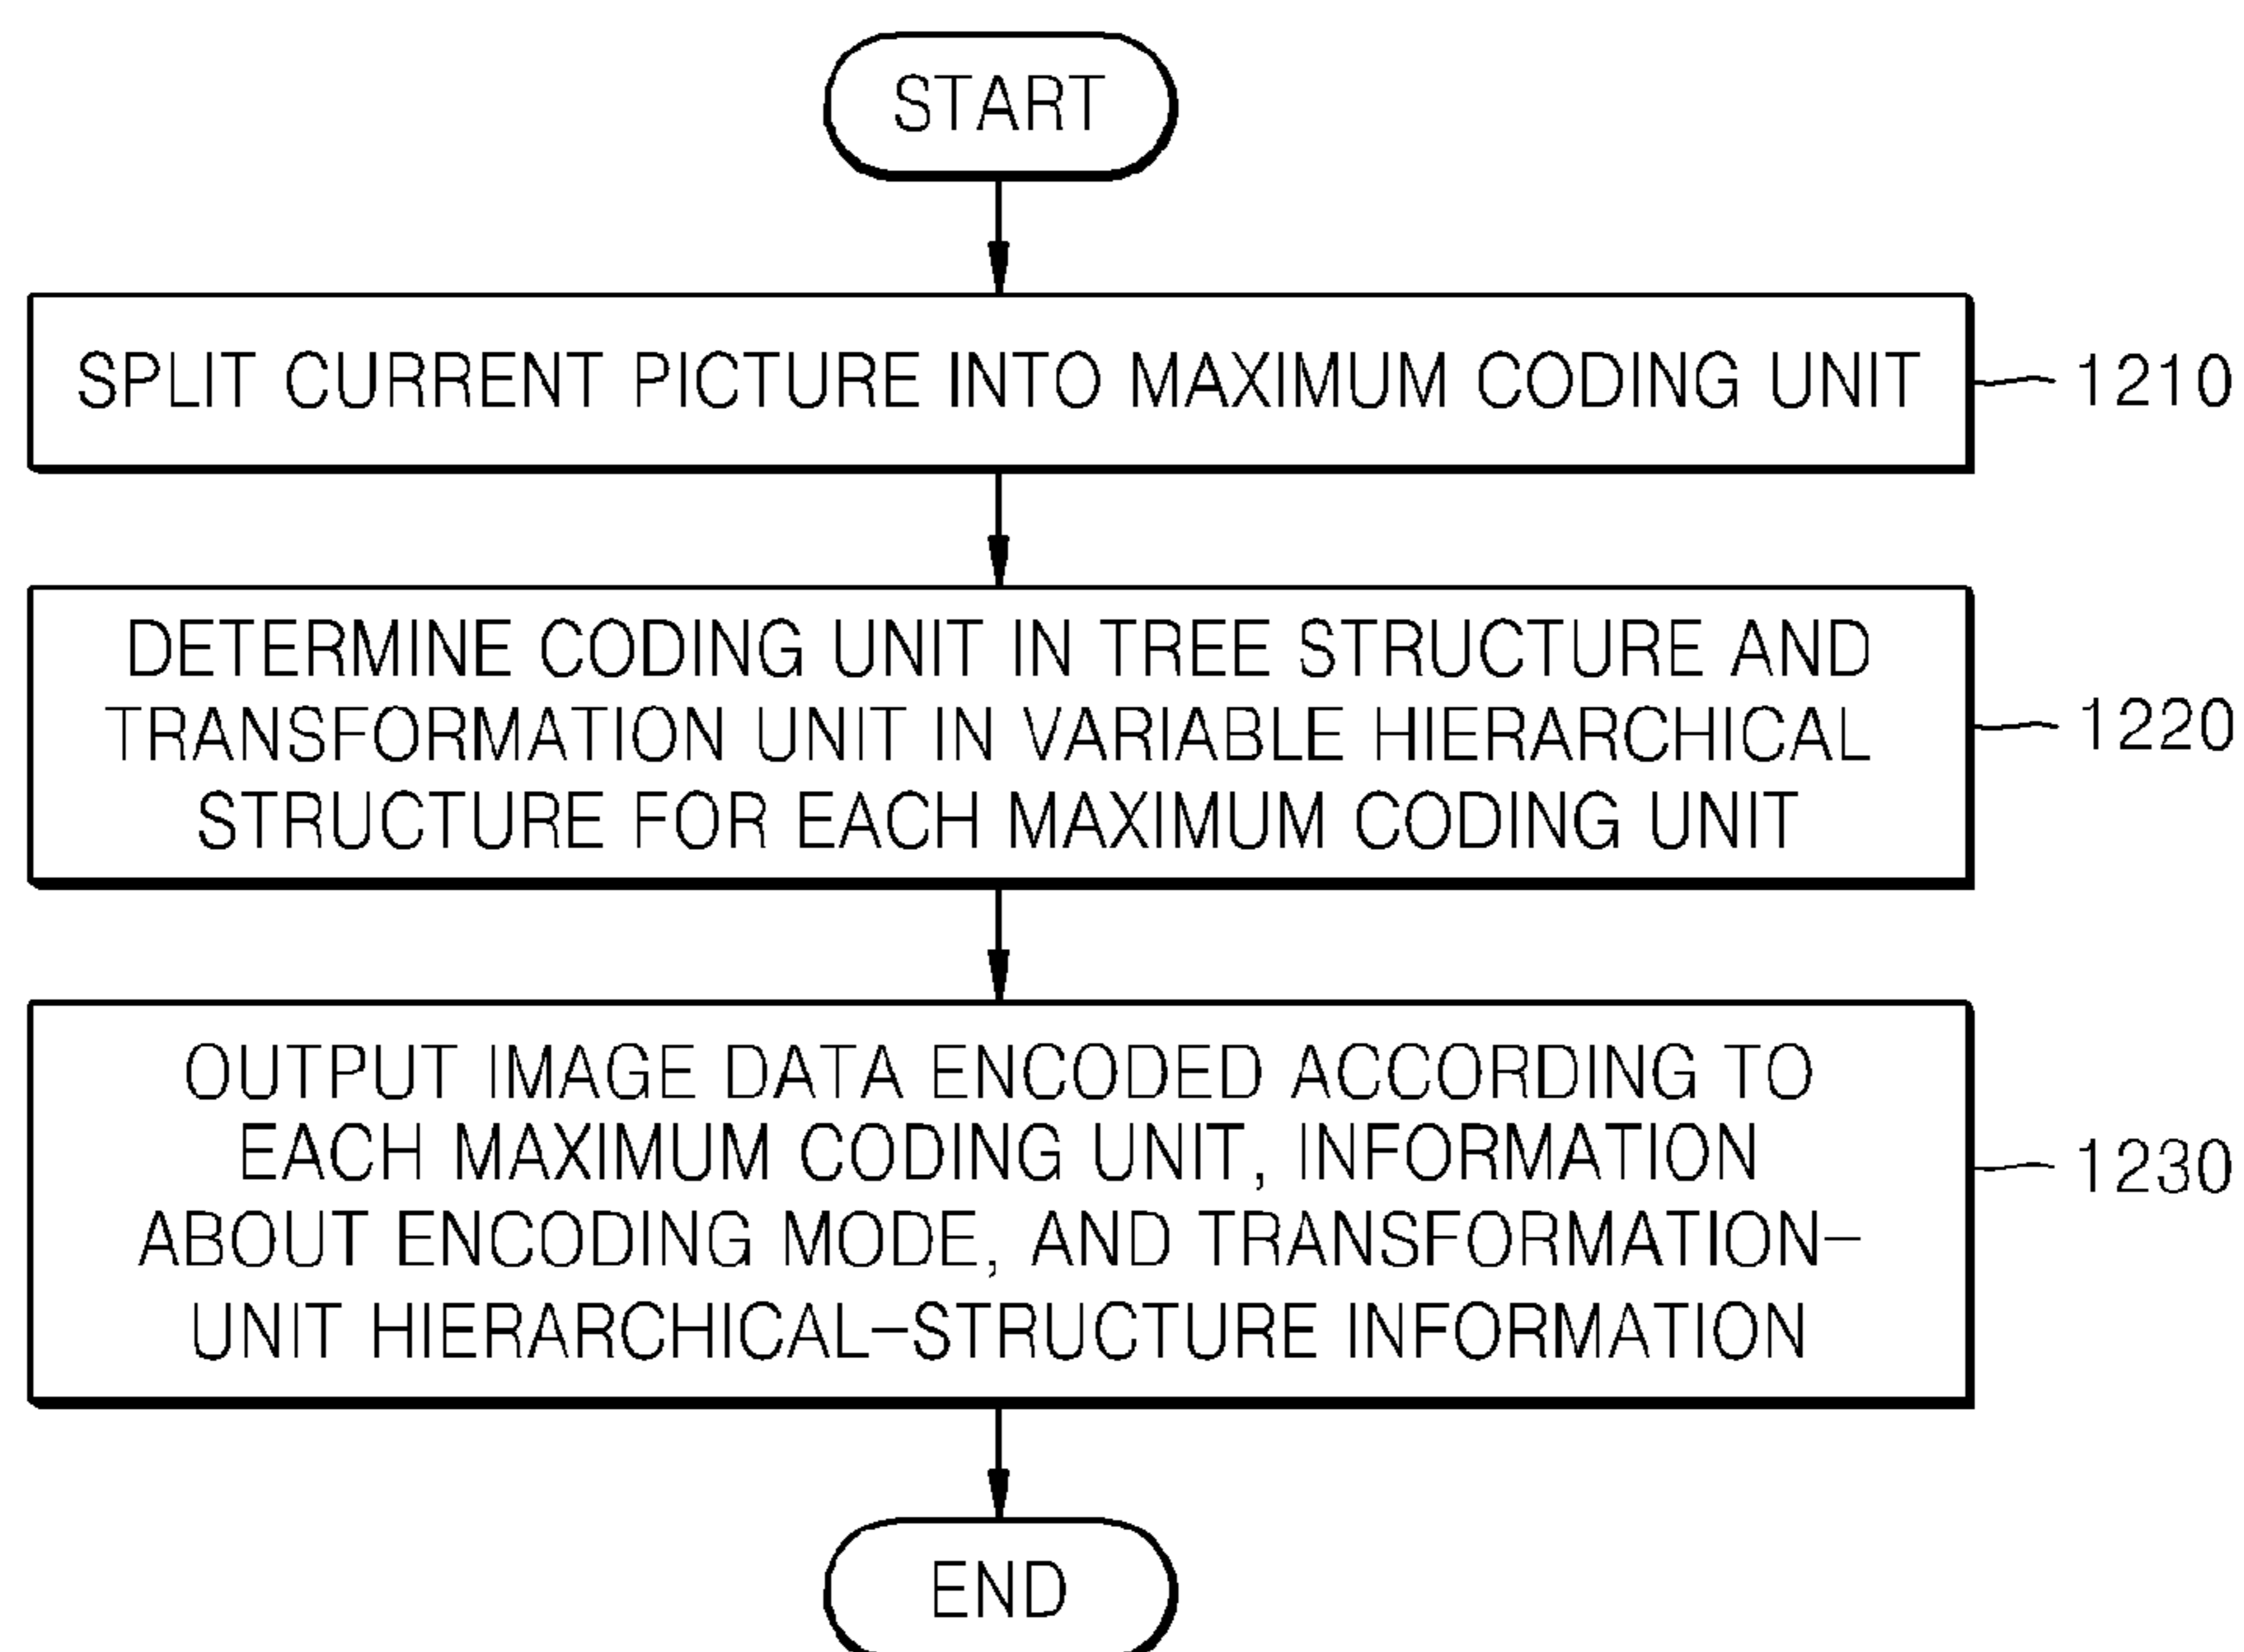 START
SPLIT CURRENT PICTURE INTO MAXIMUM CODING UNIT
1210
DETERMINE CODING UNIT IN TREE STRUCTURE AND
TRANSFORMATION UNIT IN VARIABLE HIERARCHICAL
STRUCTURE FOR EACH MAXIMUM CODING UNIT
1220
OUTPUT IMAGE DATA ENCODED ACCORDING TO
EACH MAXIMUM CODING UNIT, INFORMATION
ABOUT ENCODING MODE, AND TRANSFORMATION–
UNIT HIERARCHICAL–STRUCTURE INFORMATION
1230
END